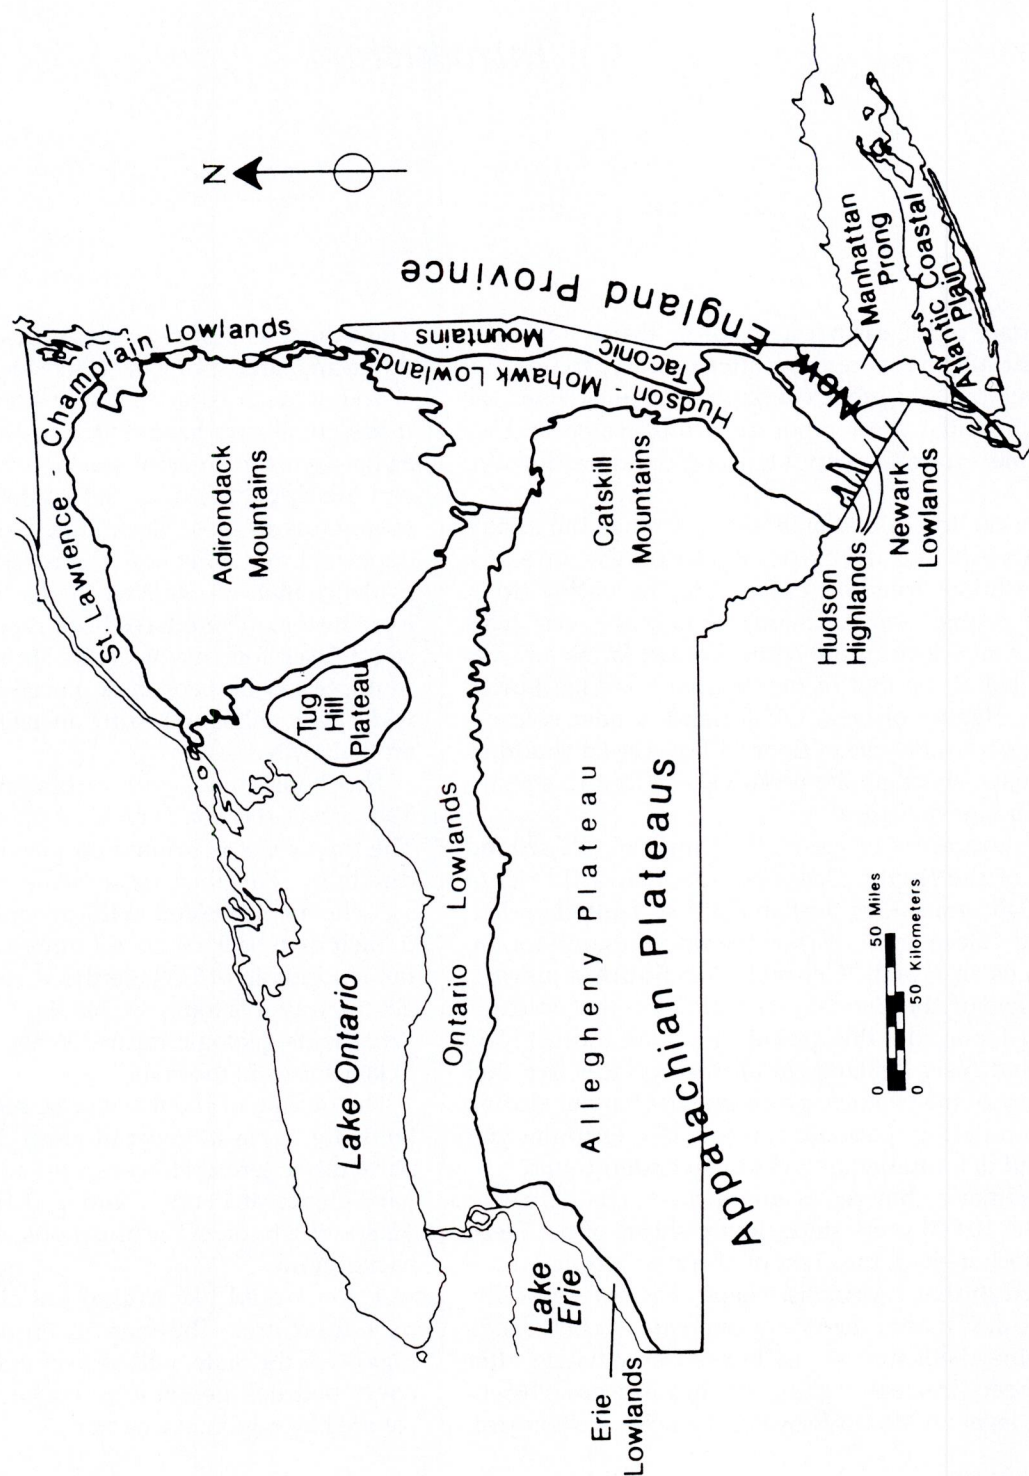 N
St. Lawrence - Champlain Lowlands
Adirondack
Mountains
Tug
Hill
Plateau
Lake Ontario
Ontario Lowlands
Hudson - Mohawk Lowlands
Taconic Mountains
New England Province
Catskill
Mountains
Allegheny Plateau
Appalachian Plateaus
Lake
Erie
Erie
Lowlands
Hudson
Highlands
Newark
Lowlands
Manhattan
Prong
Atlantic Coastal
Plain
0 50 Miles
0 50 Kilometers